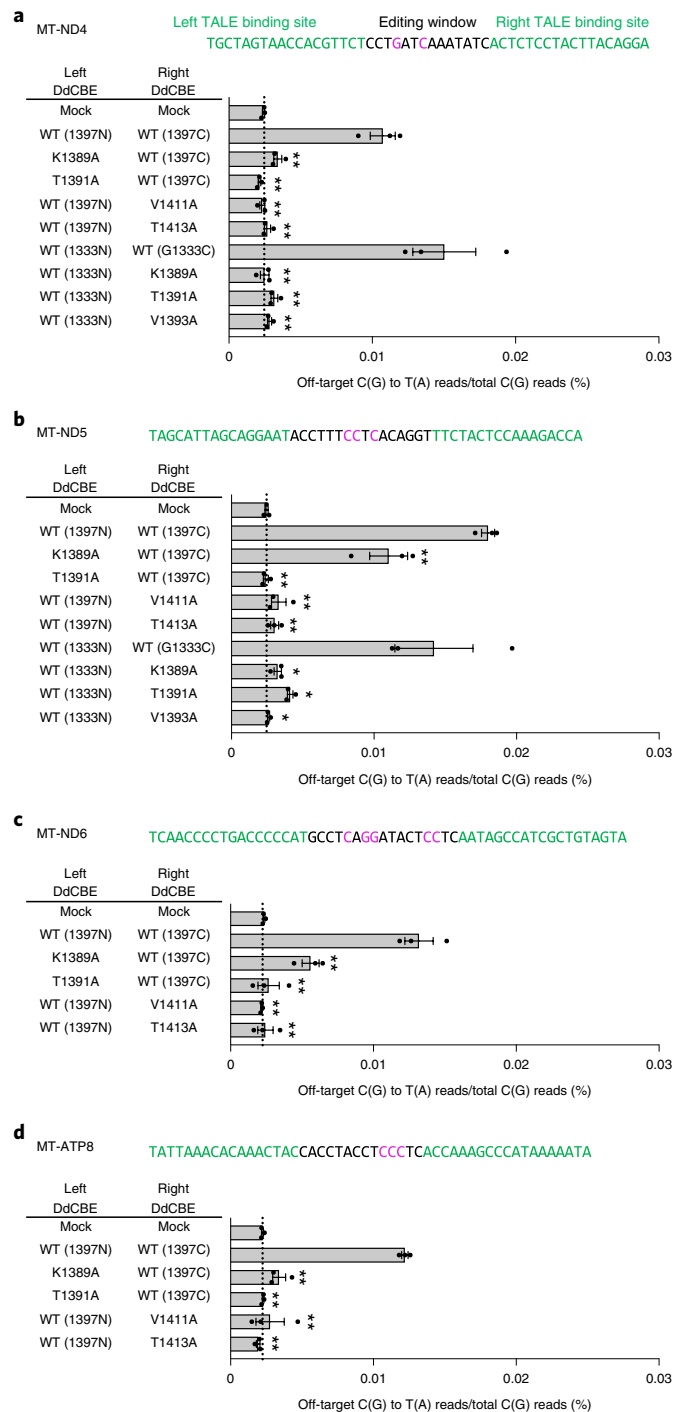 a
MT-ND4
Left TALE binding site Editing window Right TALE binding site
TGCTAGTAACCACGTTCTCCTGATCAAATATCACTCTCCTACTTACAGGA
Left Right
DdCBE DdCBE
Mock Mock
WT (1397N) WT (1397C)
K1389A WT (1397C) **
T1391A WT (1397C) **
WT (1397N) V1411A **
WT (1397N) T1413A **
WT (1333N) WT (G1333C)
WT (1333N) K1389A **
WT (1333N) T1391A **
WT (1333N) V1393A **
0 0.01 0.02 0.03
Off-target C(G) to T(A) reads/total C(G) reads (%)
b
MT-ND5
TAGCATTAGCAGGAATACCTTTCCTCACAGGTTTCTACTCCAAAGACCA
Left Right
DdCBE DdCBE
Mock Mock
WT (1397N) WT (1397C)
K1389A WT (1397C) **
T1391A WT (1397C) **
WT (1397N) V1411A **
WT (1397N) T1413A **
WT (1333N) WT (G1333C)
WT (1333N) K1389A *
WT (1333N) T1391A *
WT (1333N) V1393A *
0 0.01 0.02 0.03
Off-target C(G) to T(A) reads/total C(G) reads (%)
c
MT-ND6
TCAACCCCTGACCCCCATGCCTCAGGATACTCCTCAATAGCCATCGCTGTAGTA
Left Right
DdCBE DdCBE
Mock Mock
WT (1397N) WT (1397C)
K1389A WT (1397C) **
T1391A WT (1397C) **
WT (1397N) V1411A **
WT (1397N) T1413A **
0 0.01 0.02 0.03
Off-target C(G) to T(A) reads/total C(G) reads (%)
d
MT-ATP8
TATTAAACACAAACTACCACCTACCTCCCTCACCAAAGCCCATAAAAATA
Left Right
DdCBE DdCBE
Mock Mock
WT (1397N) WT (1397C)
K1389A WT (1397C) **
T1391A WT (1397C) **
WT (1397N) V1411A **
WT (1397N) T1413A **
0 0.01 0.02 0.03
Off-target C(G) to T(A) reads/total C(G) reads (%)